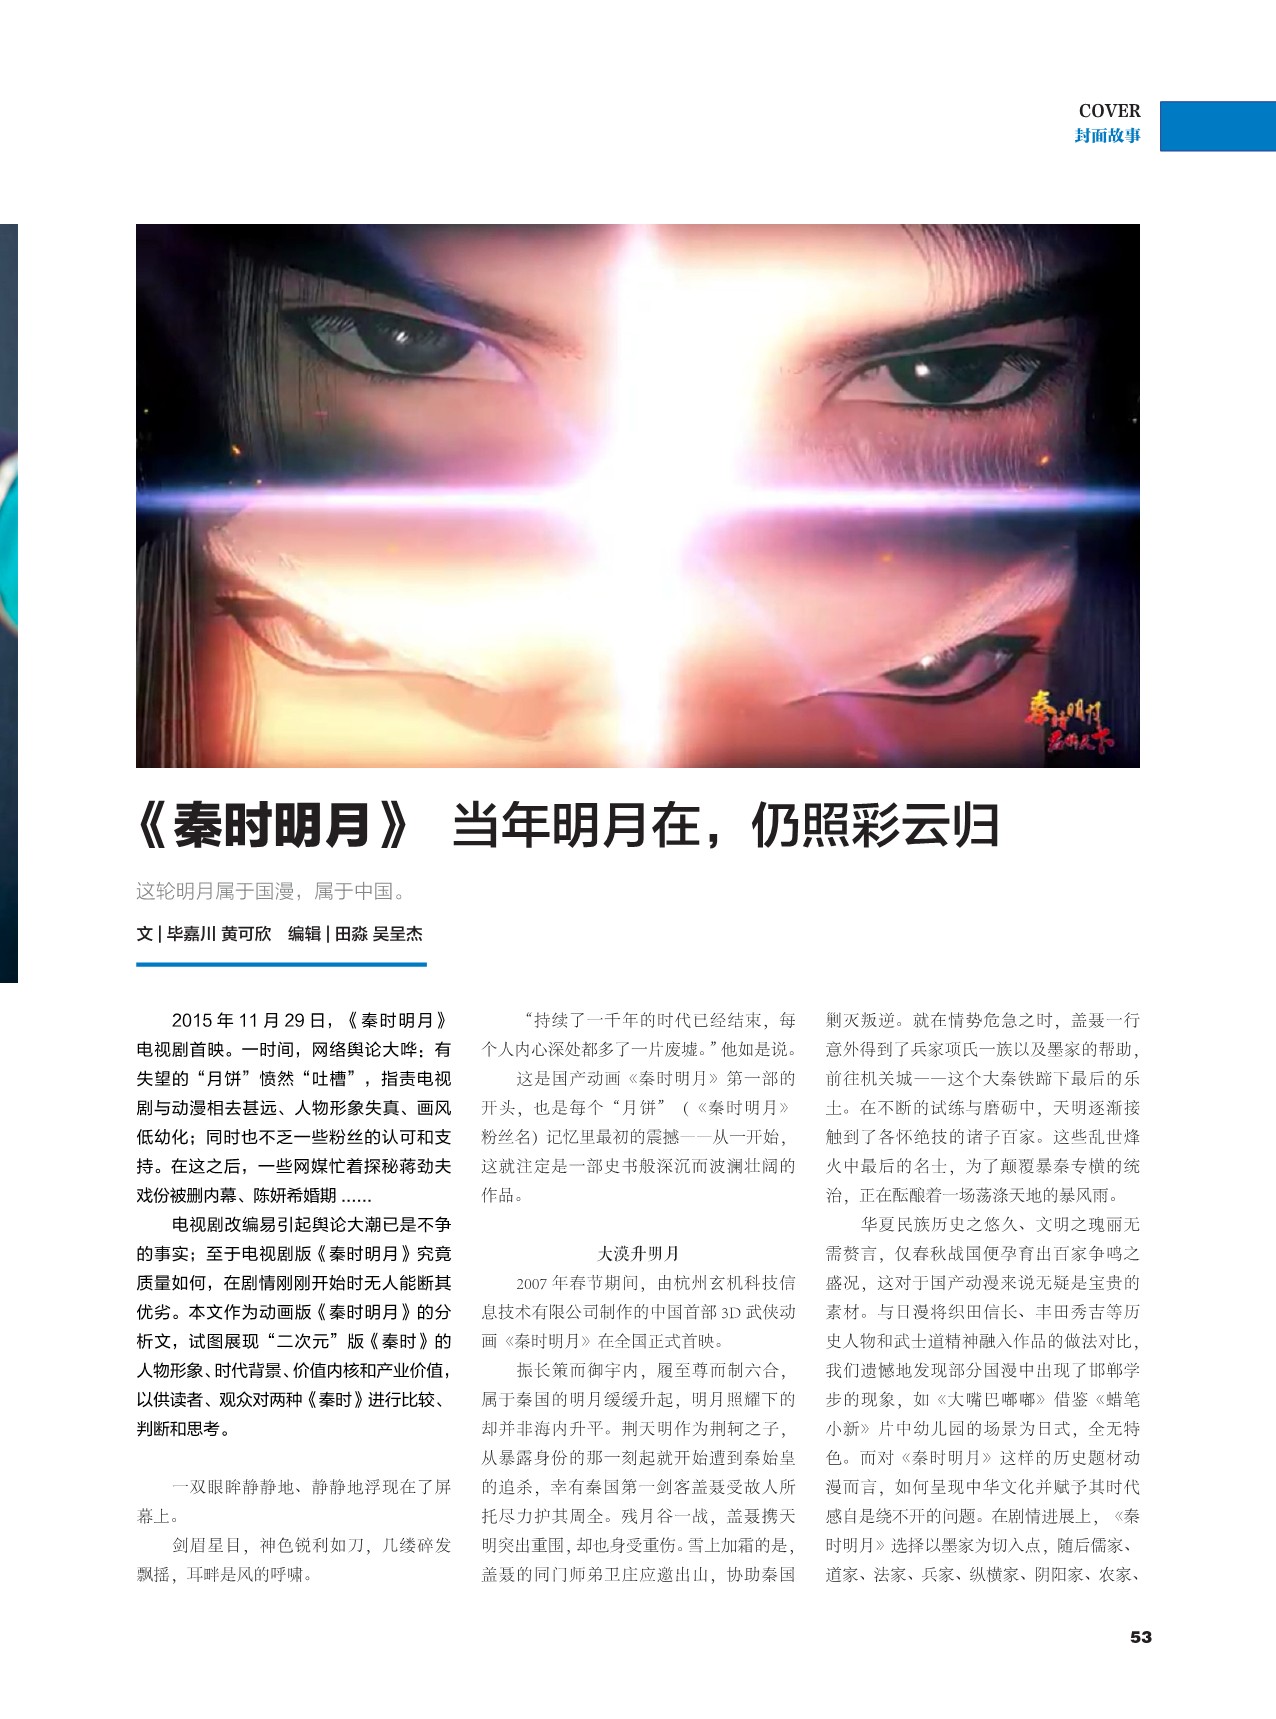 COVER
封面故事
秦时明月
君临天下
《秦时明月》 当年明月在，仍照彩云归
这轮明月属于国漫，属于中国。
文 | 毕嘉川 黄可欣 编辑 | 田淼 吴呈杰
2015 年 11 月 29 日，《秦时明月》
电视剧首映。一时间，网络舆论大哗：有
失望的“月饼”愤然“吐槽”，指责电视
剧与动漫相去甚远、人物形象失真、画风
低幼化；同时也不乏一些粉丝的认可和支
持。在这之后，一些网媒忙着探秘蒋劲夫
戏份被删内幕、陈妍希婚期 ......
电视剧改编易引起舆论大潮已是不争
的事实；至于电视剧版《秦时明月》究竟
质量如何，在剧情刚刚开始时无人能断其
优劣。本文作为动画版《秦时明月》的分
析文，试图展现“二次元”版《秦时》的
人物形象、时代背景、价值内核和产业价值，
以供读者、观众对两种《秦时》进行比较、
判断和思考。
一双眼眸静静地、静静地浮现在了屏
幕上。
剑眉星目，神色锐利如刀，几缕碎发
飘摇，耳畔是风的呼啸。
“持续了一千年的时代已经结束，每
个人内心深处都多了一片废墟。”他如是说。
这是国产动画《秦时明月》第一部的
开头，也是每个“月饼”（《秦时明月》
粉丝名）记忆里最初的震撼——从一开始，
这就注定是一部史书般深沉而波澜壮阔的
作品。
大漠升明月
2007 年春节期间，由杭州玄机科技信
息技术有限公司制作的中国首部 3D 武侠动
画《秦时明月》在全国正式首映。
振长策而御宇内，履至尊而制六合，
属于秦国的明月缓缓升起，明月照耀下的
却并非海内升平。荆天明作为荆轲之子，
从暴露身份的那一刻起就开始遭到秦始皇
的追杀，幸有秦国第一剑客盖聂受故人所
托尽力护其周全。残月谷一战，盖聂携天
明突出重围，却也身受重伤。雪上加霜的是，
盖聂的同门师弟卫庄应邀出山，协助秦国
剿灭叛逆。就在情势危急之时，盖聂一行
意外得到了兵家项氏一族以及墨家的帮助，
前往机关城——这个大秦铁蹄下最后的乐
土。在不断的试练与磨砺中，天明逐渐接
触到了各怀绝技的诸子百家。这些乱世烽
火中最后的名士，为了颠覆暴秦专横的统
治，正在酝酿着一场荡涤天地的暴风雨。
华夏民族历史之悠久、文明之瑰丽无
需赘言，仅春秋战国便孕育出百家争鸣之
盛况，这对于国产动漫来说无疑是宝贵的
素材。与日漫将织田信长、丰田秀吉等历
史人物和武士道精神融入作品的做法对比，
我们遗憾地发现部分国漫中出现了邯郸学
步的现象，如《大嘴巴嘟嘟》借鉴《蜡笔
小新》片中幼儿园的场景为日式，全无特
色。而对《秦时明月》这样的历史题材动
漫而言，如何呈现中华文化并赋予其时代
感自是绕不开的问题。在剧情进展上，《秦
时明月》选择以墨家为切入点，随后儒家、
道家、法家、兵家、纵横家、阴阳家、农家、
53